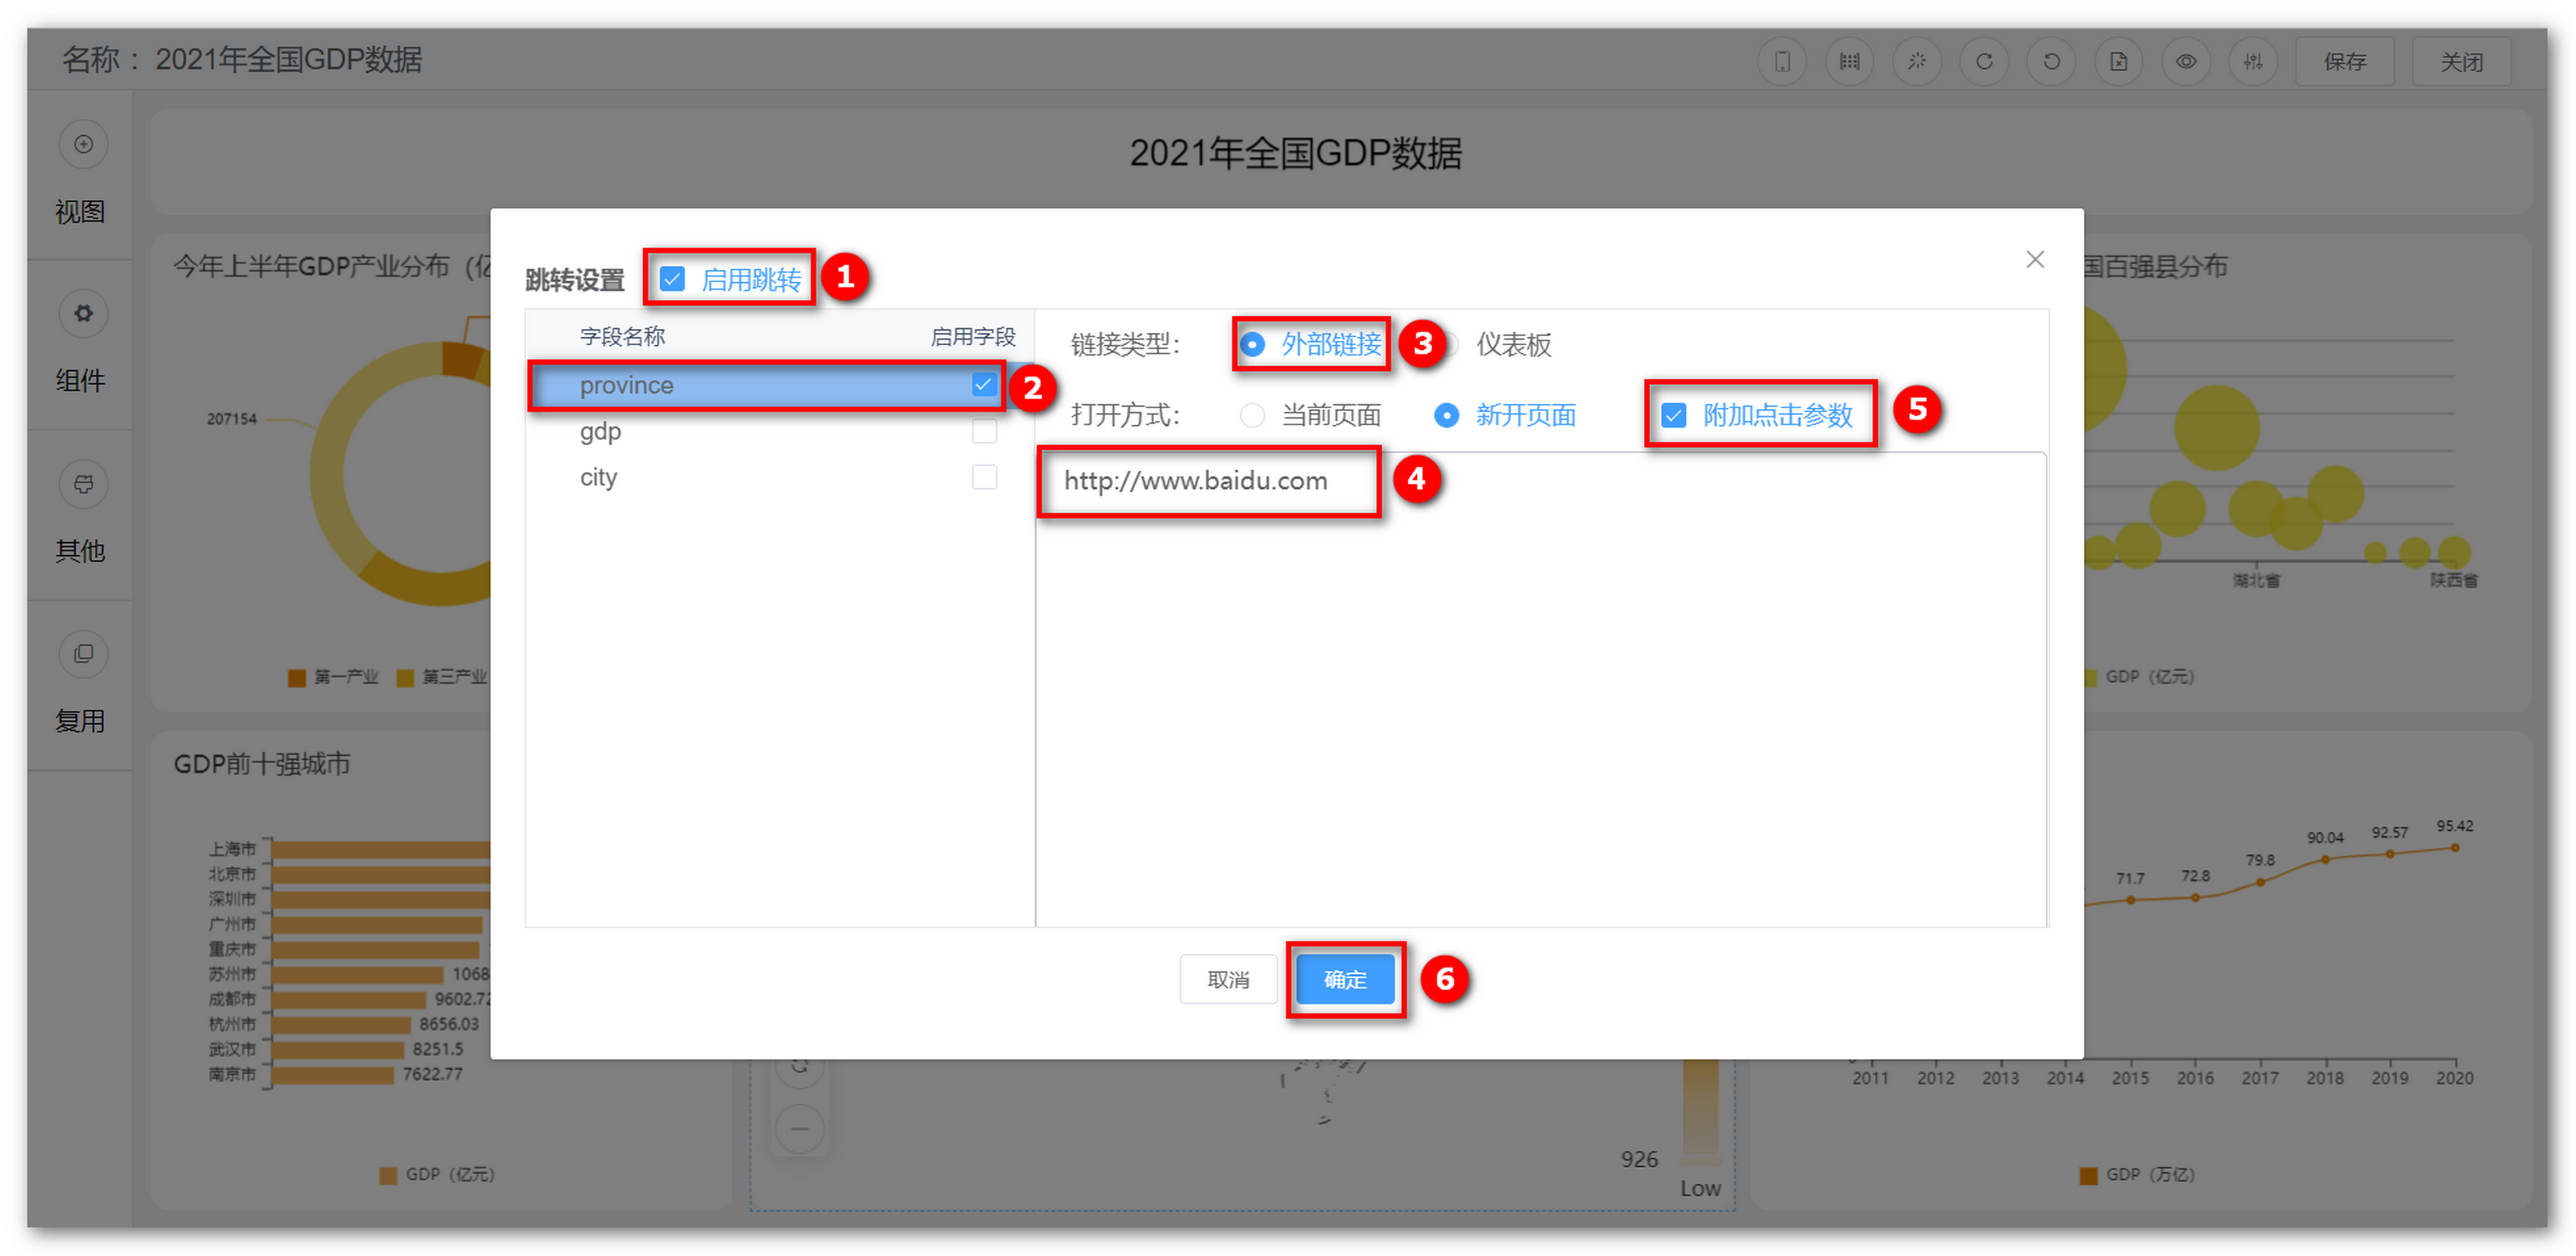 名称： 2021年全国GDP数据
保存
关闭
视图
组件
其他
复用
2021年全国GDP数据
今年上半年GDP产业分布（亿
207154
第一产业
第三产业
国百强县分布
湖北省
陕西省
GDP（亿元）
跳转设置
启用跳转
1
字段名称
启用字段
province
2
gdp
city
链接类型：
外部链接
3
仪表板
打开方式：
当前页面
新开页面
附加点击参数
5
http://www.baidu.com
4
取消
确定
6
GDP前十强城市
上海市
北京市
深圳市
广州市
重庆市
苏州市 1068
成都市 9602.72
杭州市 8656.03
武汉市 8251.5
南京市 7622.77
GDP（亿元）
926
Low
71.7
72.8
79.8
90.04
92.57
95.42
2011 2012 2013 2014 2015 2016 2017 2018 2019 2020
GDP（万亿）